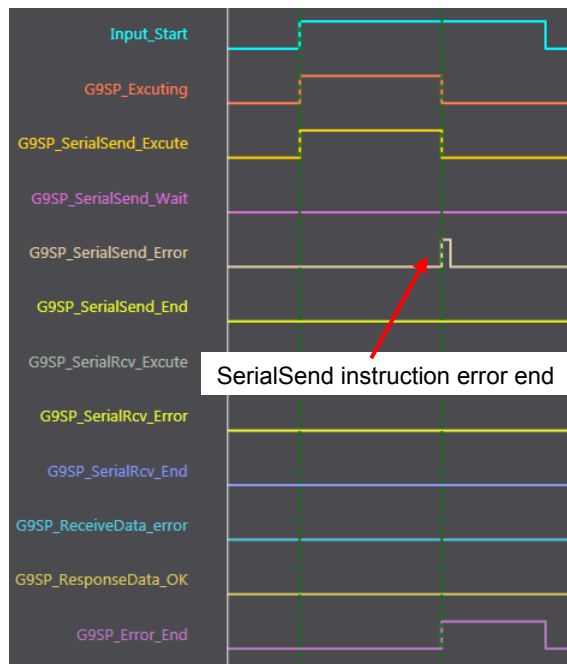 Input_Start
G9SP_Excuting
G9SP_SerialSend_Excute
G9SP_SerialSend_Wait
G9SP_SerialSend_Error
G9SP_SerialSend_End
G9SP_SerialRcv_Excute
SerialSend instruction error end
G9SP_SerialRcv_Error
G9SP_SerialRcv_End
G9SP_ReceiveData_error
G9SP_ResponseData_OK
G9SP_Error_End